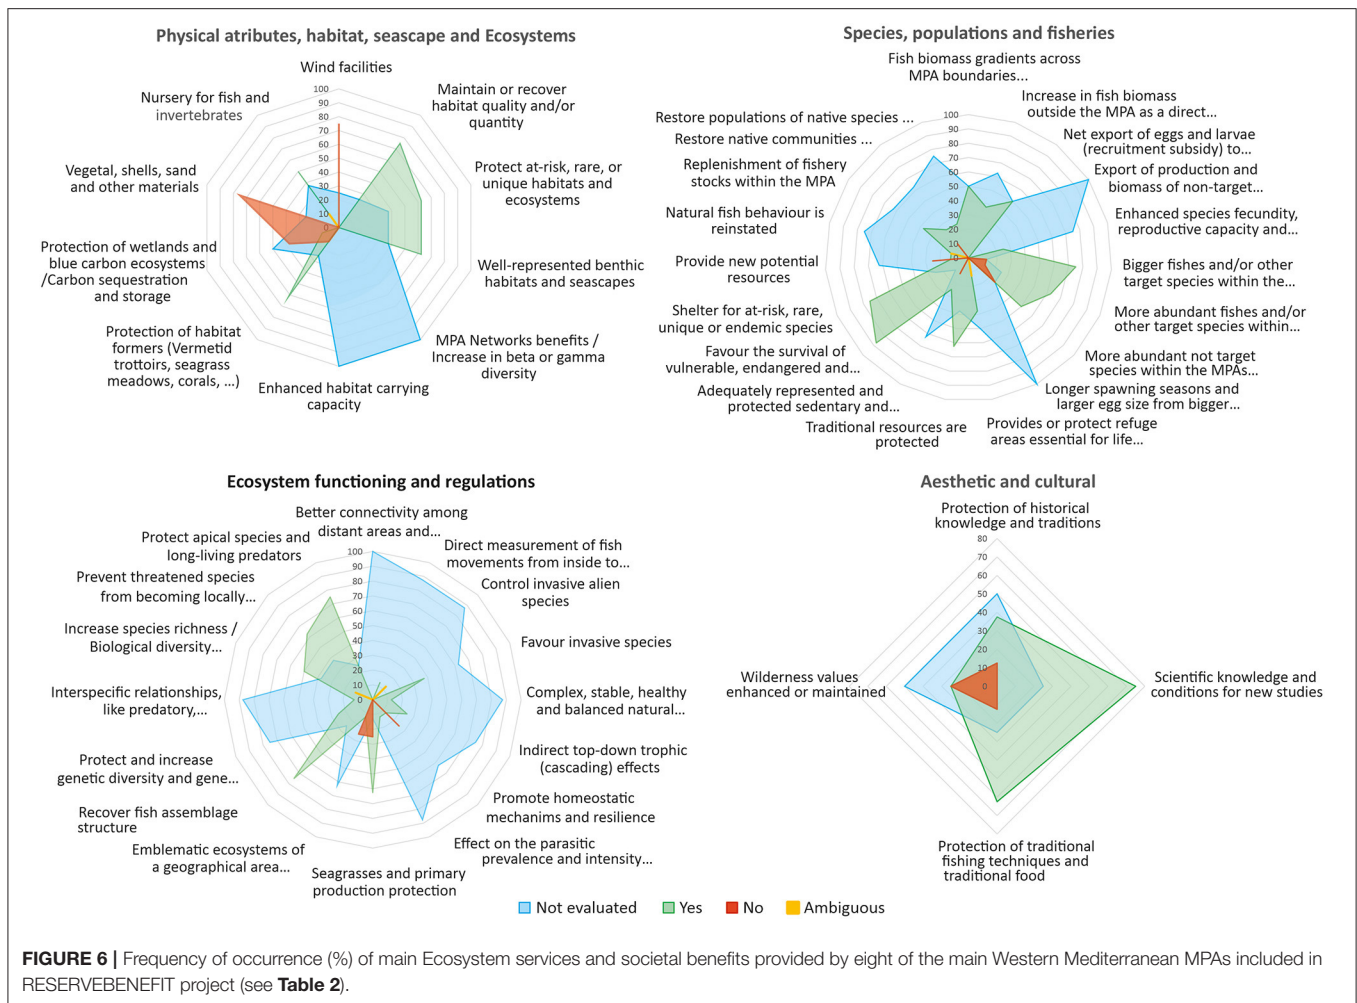 Physical atributes, habitat, seascape and Ecosystems
Wind facilities
Maintain or recover
habitat quality and/or
quantity
Protect at-risk, rare, or
unique habitats and
ecosystems
Well-represented benthic
habitats and seascapes
MPA Networks benefits /
Increase in beta or gamma
diversity
Enhanced habitat carrying
capacity
Protection of habitat
formers (Vermetid
trottoirs, seagrass
meadows, corals, ...)
Protection of wetlands and
blue carbon ecosystems
/Carbon sequestration
and storage
Vegetal, shells, sand
and other materials
Nursery for fish and
invertebrates
100
90
80
70
60
50
40
30
20
10
0
Species, populations and fisheries
Fish biomass gradients across
MPA boundaries...
Increase in fish biomass
outside the MPA as a direct...
Net export of eggs and larvae
(recruitment subsidy) to...
Export of production and
biomass of non-target...
Enhanced species fecundity,
reproductive capacity and...
Bigger fishes and/or other
target species within the...
More abundant fishes and/or
other target species within...
More abundant not target
species within the MPAs...
Longer spawning seasons and
larger egg size from bigger...
Provides or protect refuge
areas essential for life...
Traditional resources are
protected
Adequately represented and
protected sedentary and...
Favour the survival of
vulnerable, endangered and...
Shelter for at-risk, rare,
unique or endemic species
Provide new potential
resources
Natural fish behaviour is
reinstated
Replenishment of fishery
stocks within the MPA
Restore native communities ...
Restore populations of native species ...
100
90
80
70
60
50
40
30
20
10
0
Ecosystem functioning and regulations
Better connectivity among
distant areas and...
Direct measurement of fish
movements from inside to...
Control invasive alien
species
Favour invasive species
Complex, stable, healthy
and balanced natural...
Indirect top-down trophic
(cascading) effects
Promote homeostatic
mechanims and resilience
Effect on the parasitic
prevalence and intensity...
Seagrasses and primary
production protection
Emblematic ecosystems of
a geographical area...
Recover fish assemblage
structure
Protect and increase
genetic diversity and gene...
Interspecific relationships,
like predatory,...
Increase species richness /
Biological diversity...
Prevent threatened species
from becoming locally...
Protect apical species and
long-living predators
100
90
80
70
60
50
40
30
20
10
0
Aesthetic and cultural
Protection of historical
knowledge and traditions
Scientific knowledge and
conditions for new studies
Protection of traditional
fishing techniques and
traditional food
Wilderness values
enhanced or maintained
80
70
60
50
40
30
20
10
0
Not evaluated Yes No Ambiguous
FIGURE 6 | Frequency of occurrence (%) of main Ecosystem services and societal benefits provided by eight of the main Western Mediterranean MPAs included in
RESERVEBENEFIT project (see Table 2).